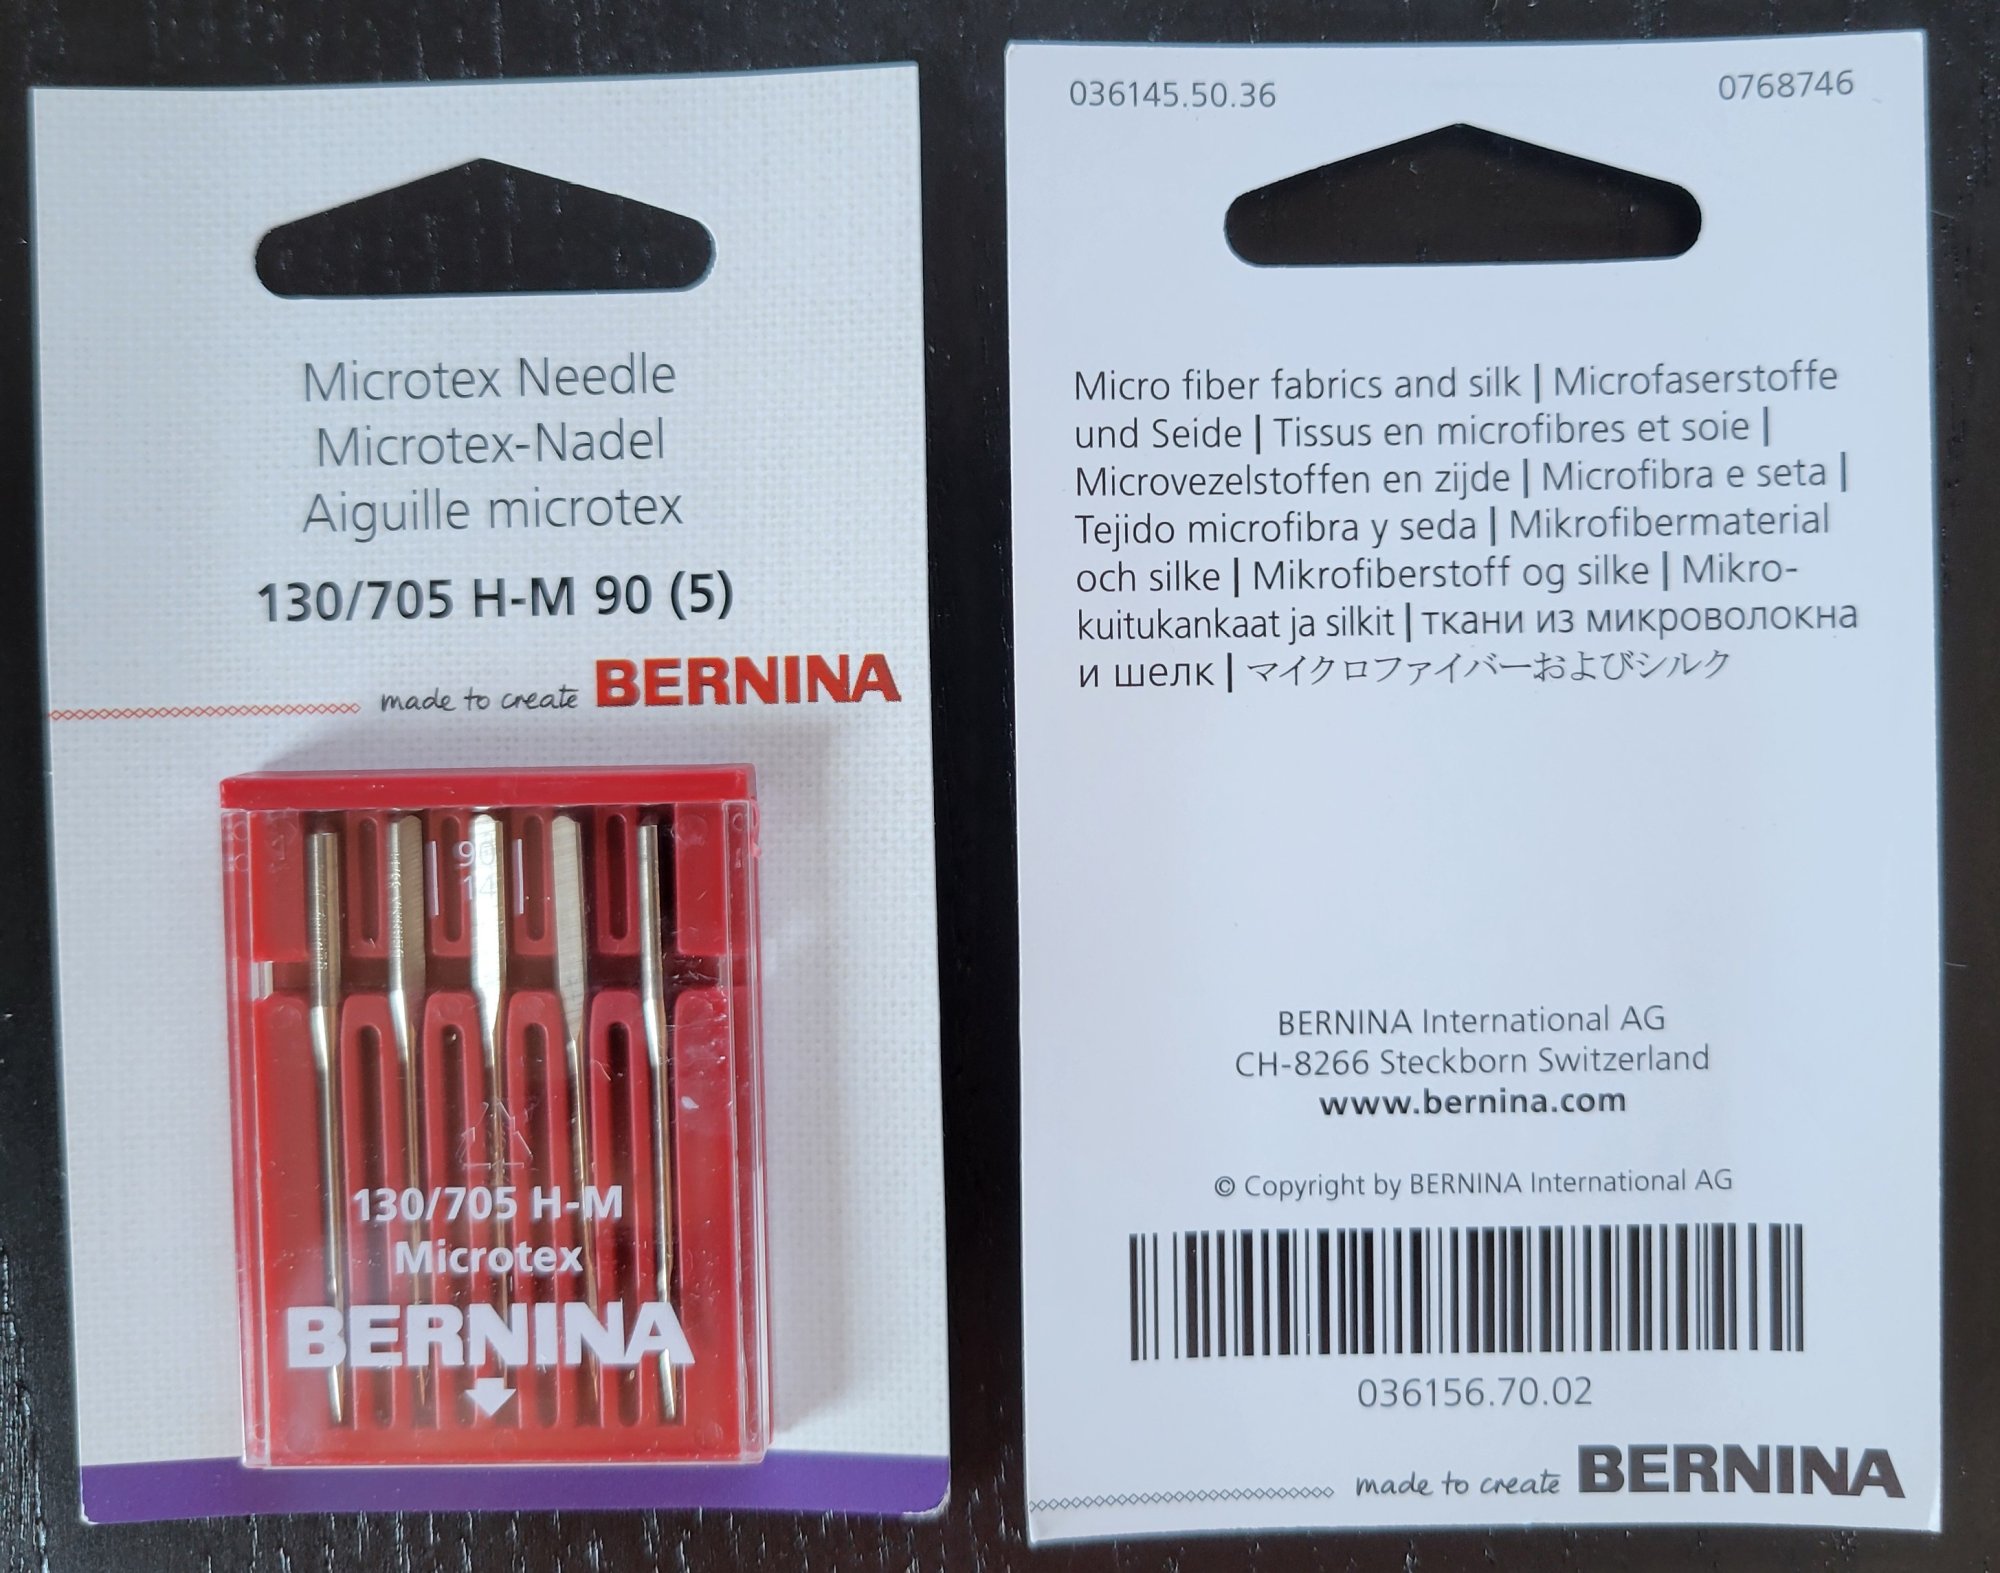 Microtex Needle
Microtex-Nadel
Aiguille microtex
130/705 H-M 90 (5)
made to create BERNINA
90
14
130/705 H-M
Microtex
BERNINA
036145.50.36 0768746
Micro fiber fabrics and silk | Microfaserstoffe
und Seide | Tissus en microfibres et soie |
Microvezelstoffen en zijde | Microfibra e seta |
Tejido microfibra y seda | Mikrofibermaterial
och silke | Mikrofiberstoff og silke | Mikro-
kuitukankaat ja silkit | ткани из микроволокна
и шелк | マイクロファイバーおよびシルク
BERNINA International AG
CH-8266 Steckborn Switzerland
www.bernina.com
© Copyright by BERNINA International AG
036156.70.02
made to create BERNINA